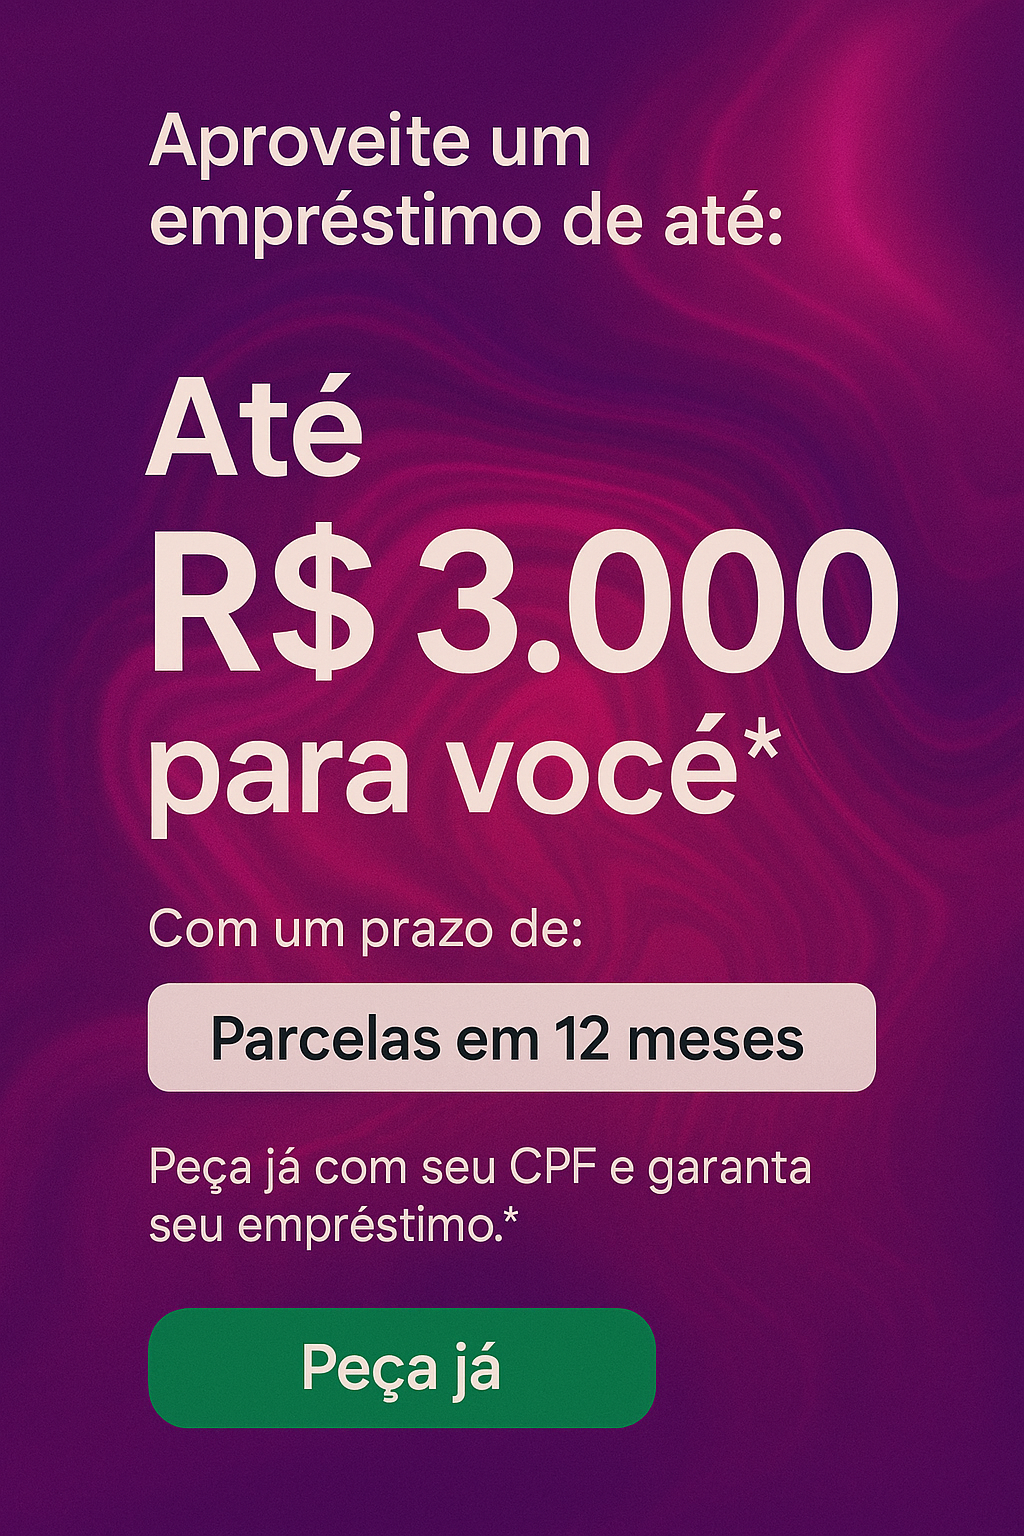 Aproveite um
empréstimo de até:
Até
R$ 3.000
para vocé*
Com um prazo de:
Parcelas em 12 meses
Peça já com seu CPF e garanta
seu empréstimo.*
Peça já